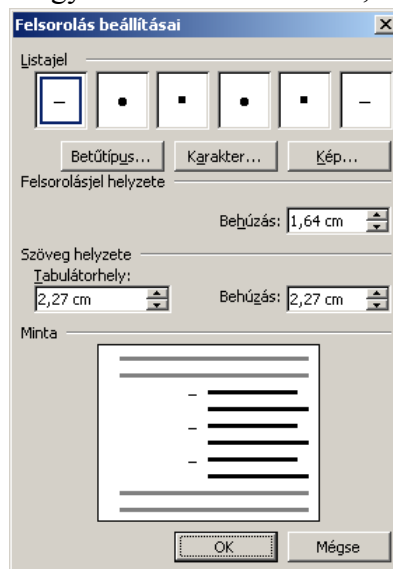 Felsorolás beállításai
Listajel
Betűtípus... Karakter... Kép...
Felsorolásjel helyzete
Behúzás: 1,64 cm
Szöveg helyzete
Tabulátorhely:
2,27 cm Behúzás: 2,27 cm
Minta
OK Mégse